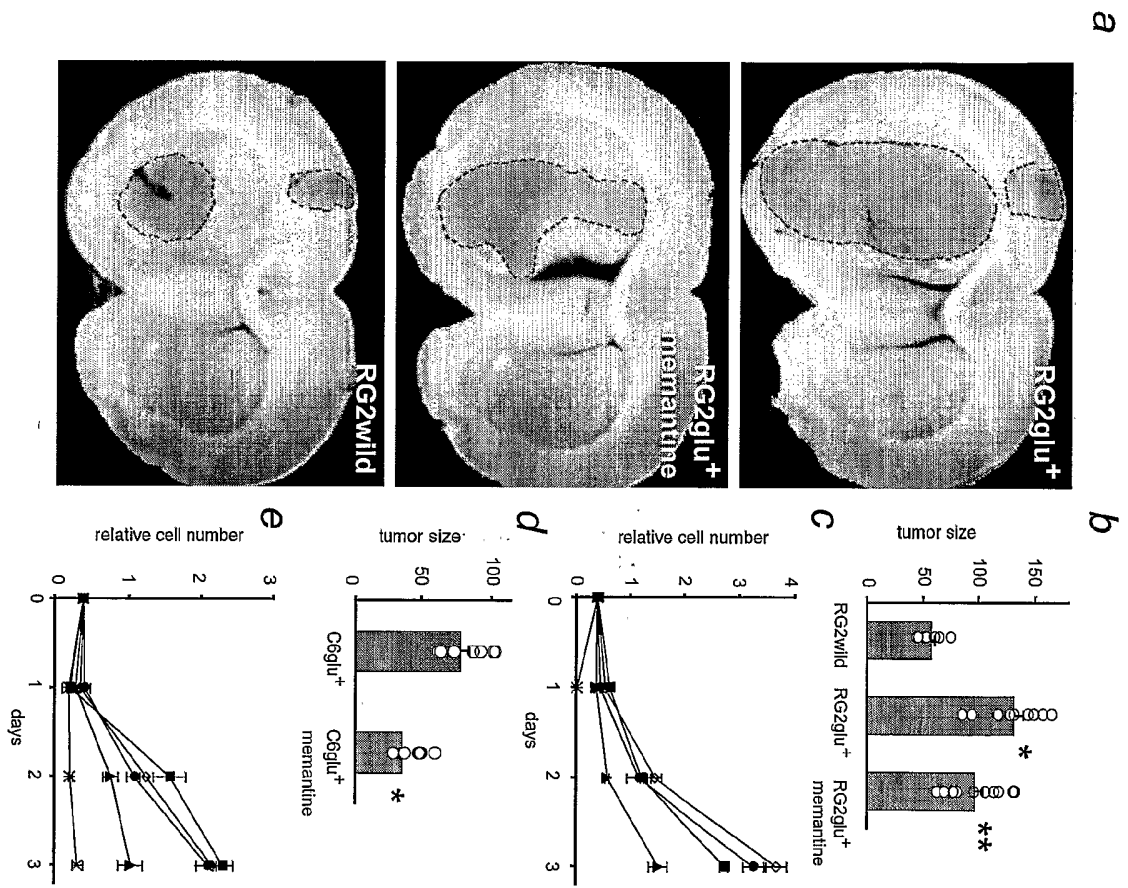 a
RG2glu+
RG2glu+
memantine
RG2wild
b
tumor size
0
50
100
150
RG2wild
RG2glu+
RG2glu+
memantine
*
**
c
relative cell number
0
1
2
3
4
0
1
2
3
d
tumor size
0
50
100
C6glu+
C6glu+
memantine
*
e
relative cell number
0
1
2
3
0
1
2
3
days